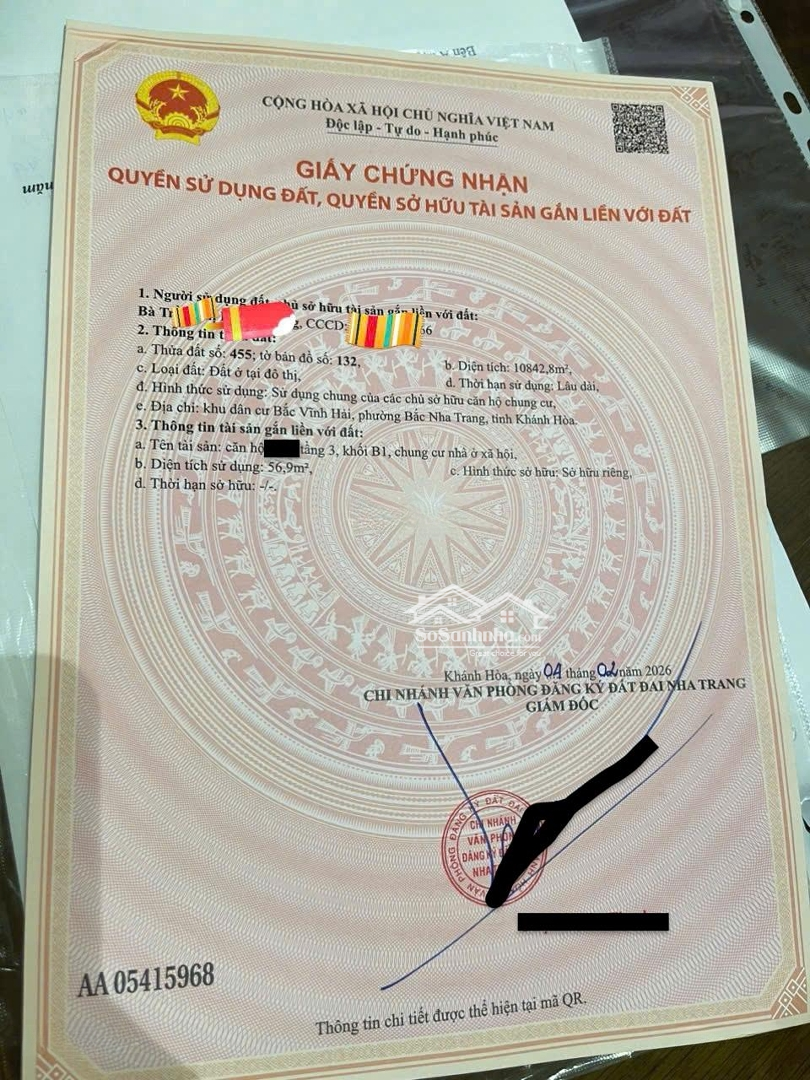 CỘNG HÒA XÃ HỘI CHỦ NGHĨA VIỆT NAM
Độc lập - Tự do - Hạnh phúc
GIẤY CHỨNG NHẬN
QUYỀN SỬ DỤNG ĐẤT, QUYỀN SỞ HỮU TÀI SẢN GẮN LIỀN VỚI ĐẤT
1. Người sử dụng đất, chủ sở hữu tài sản gắn liền với đất:
Bà CCCD: 66
2. Thông tin đất:
a. Thửa đất số: 455; tờ bản đồ số: 132, b. Diện tích: 10842,8m²,
c. Loại đất: Đất ở tại đô thị, d. Thời hạn sử dụng: Lâu dài,
đ. Hình thức sử dụng: Sử dụng chung của các chủ sở hữu căn hộ chung cư,
e. Địa chỉ: khu dân cư Bắc Vĩnh Hải, phường Bắc Nha Trang, tỉnh Khánh Hòa.
3. Thông tin tài sản gắn liền với đất:
a. Tên tài sản: căn hộ tầng 3, khối B1, chung cư nhà ở xã hội,
b. Diện tích sử dụng: 56,9m², c. Hình thức sở hữu: Sở hữu riêng,
d. Thời hạn sở hữu: -/-.
SoSanhnha.com
Khánh Hòa, ngày tháng 02 năm 2026
CHI NHÁNH VĂN PHÒNG ĐĂNG KÝ ĐẤT ĐAI NHA TRANG
GIÁM ĐỐC
CHI NHÁNH
VĂN PHÒNG
ĐĂNG KÝ
NHA
AA 05415968
Thông tin chi tiết được thể hiện tại mã QR.